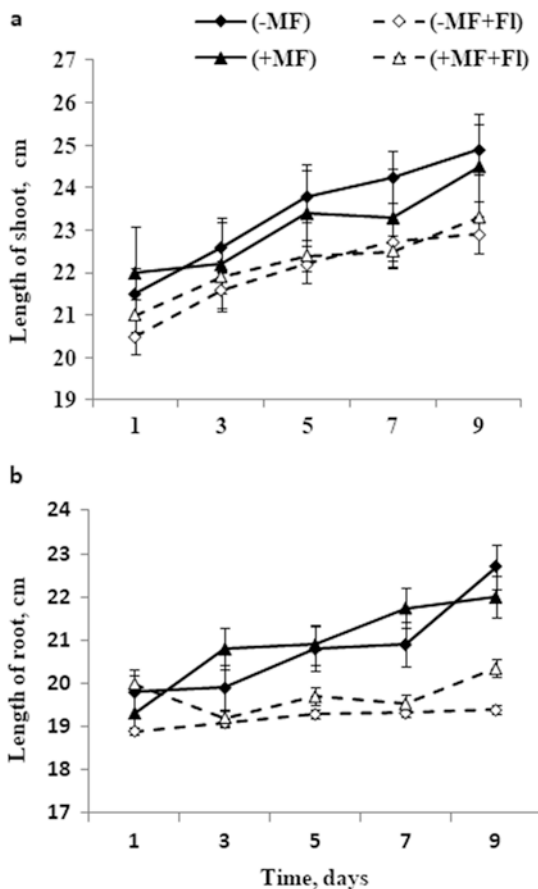 a
(-MF) (-MF+Fl)
(+MF) (+MF+Fl)
Length of shoot, cm
27
26
25
24
23
22
21
20
19
1 3 5 7 9
b
Length of root, cm
24
23
22
21
20
19
18
17
1 3 5 7 9
Time, days